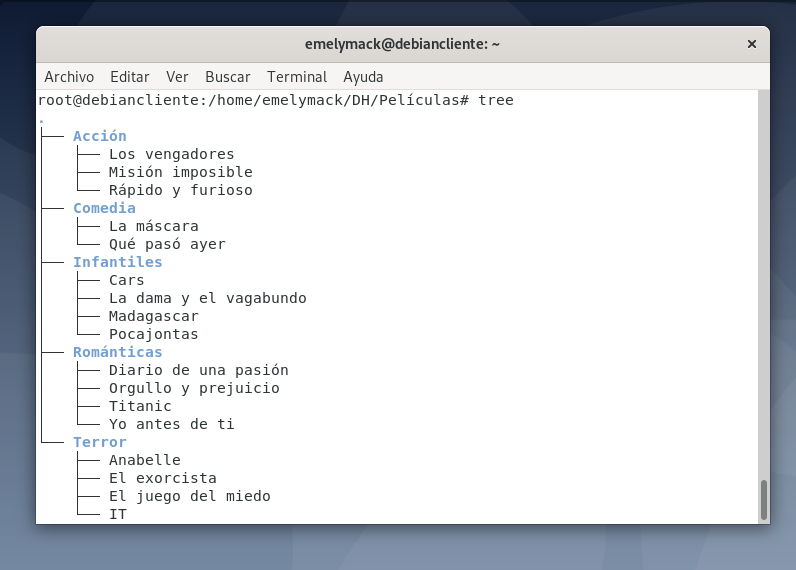 emelymack@debiancliente: ~
Archivo Editar Ver Buscar Terminal Ayuda
root@debiancliente:/home/emelymack/DH/Películas# tree
.
├── Acción
│   ├── Los vengadores
│   ├── Misión imposible
│   └── Rápido y furioso
├── Comedia
│   ├── La máscara
│   └── Qué pasó ayer
├── Infantiles
│   ├── Cars
│   ├── La dama y el vagabundo
│   ├── Madagascar
│   └── Pocajontas
├── Románticas
│   ├── Diario de una pasión
│   ├── Orgullo y prejuicio
│   ├── Titanic
│   └── Yo antes de ti
└── Terror
    ├── Anabelle
    ├── El exorcista
    ├── El juego del miedo
    └── IT